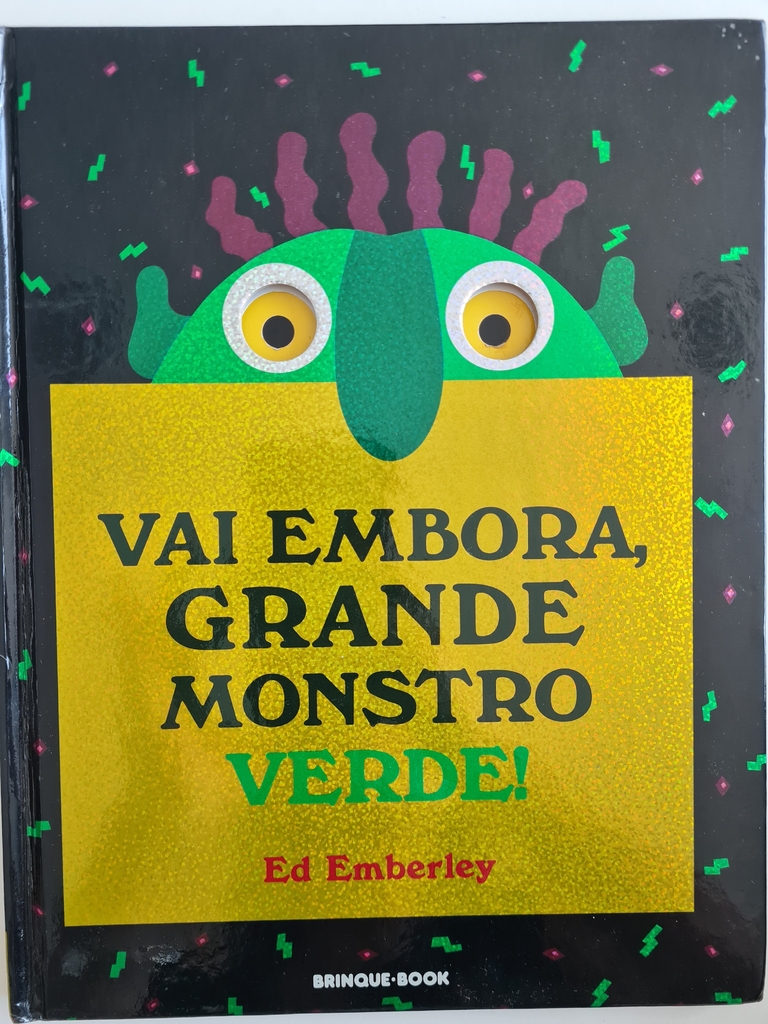 VAI EMBORA,
GRANDE
MONSTRO
VERDE!
Ed Emberley
BRINQUE-BOOK